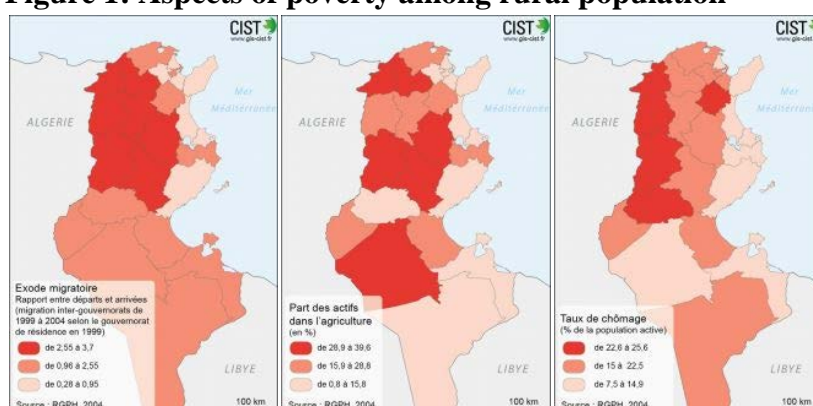 Figure 1: Aspects of poverty among rural population
CIST
www.gis-cist.fr
Mer
Méditerranée
ALGERIE
Exode migratoire
Rapport entre départs et arrivées
(migration inter-gouvernorats de
1999 à 2004 selon le gouvernorat
de résidence en 1999)
de 2,55 à 3,7
de 0,96 à 2,55
de 0,28 à 0,95
Source : RGPH, 2004
LIBYE
100 km
CIST
www.gis-cist.fr
Mer
Méditerranée
ALGERIE
Part des actifs
dans l'agriculture
(en %)
de 28,9 à 39,6
de 15,9 à 28,8
de 0,8 à 15,8
Source : RGPH, 2004
LIBYE
100 km
CIST
www.gis-cist.fr
Mer
Méditerranée
ALGERIE
Taux de chômage
(% de la population active)
de 22,6 à 25,6
de 15 à 22,5
de 7,5 à 14,9
Source : RGPH, 2004
LIBYE
100 km